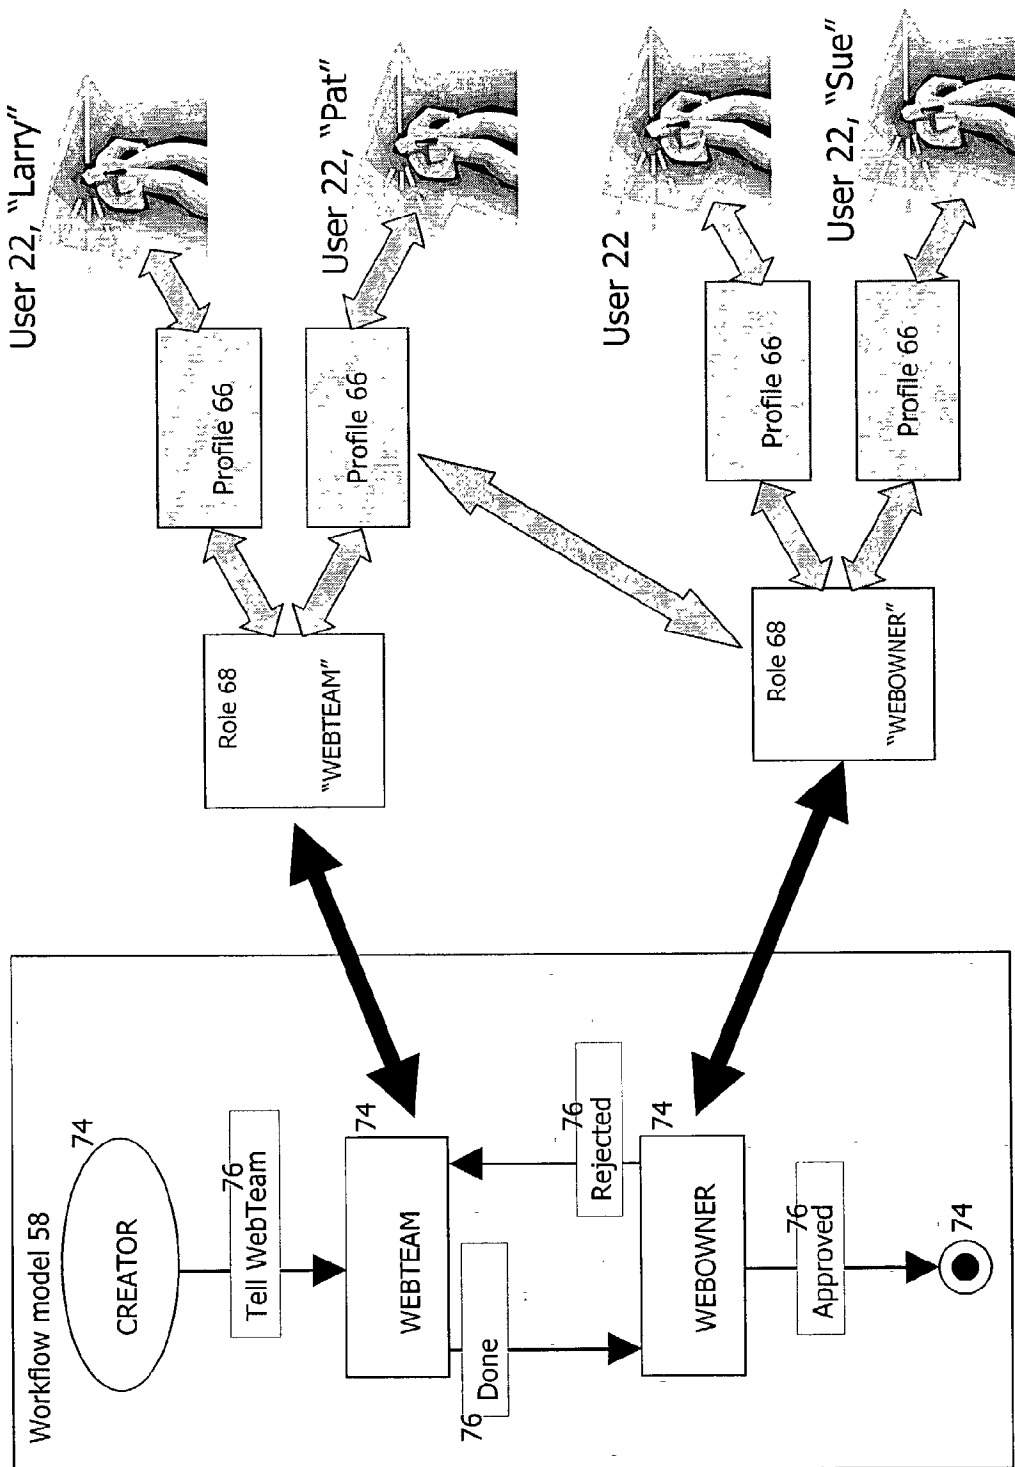 Workflow model 58
CREATOR
74
76
Tell WebTeam
WEBTEAM
74
76
Done
76
Rejected
WEBOWNER
74
76
Approved
74
Role 68
"WEBTEAM"
Role 68
"WEBOWNER"
Profile 66
Profile 66
Profile 66
Profile 66
User 22, "Larry"
User 22, "Pat"
User 22
User 22, "Sue"